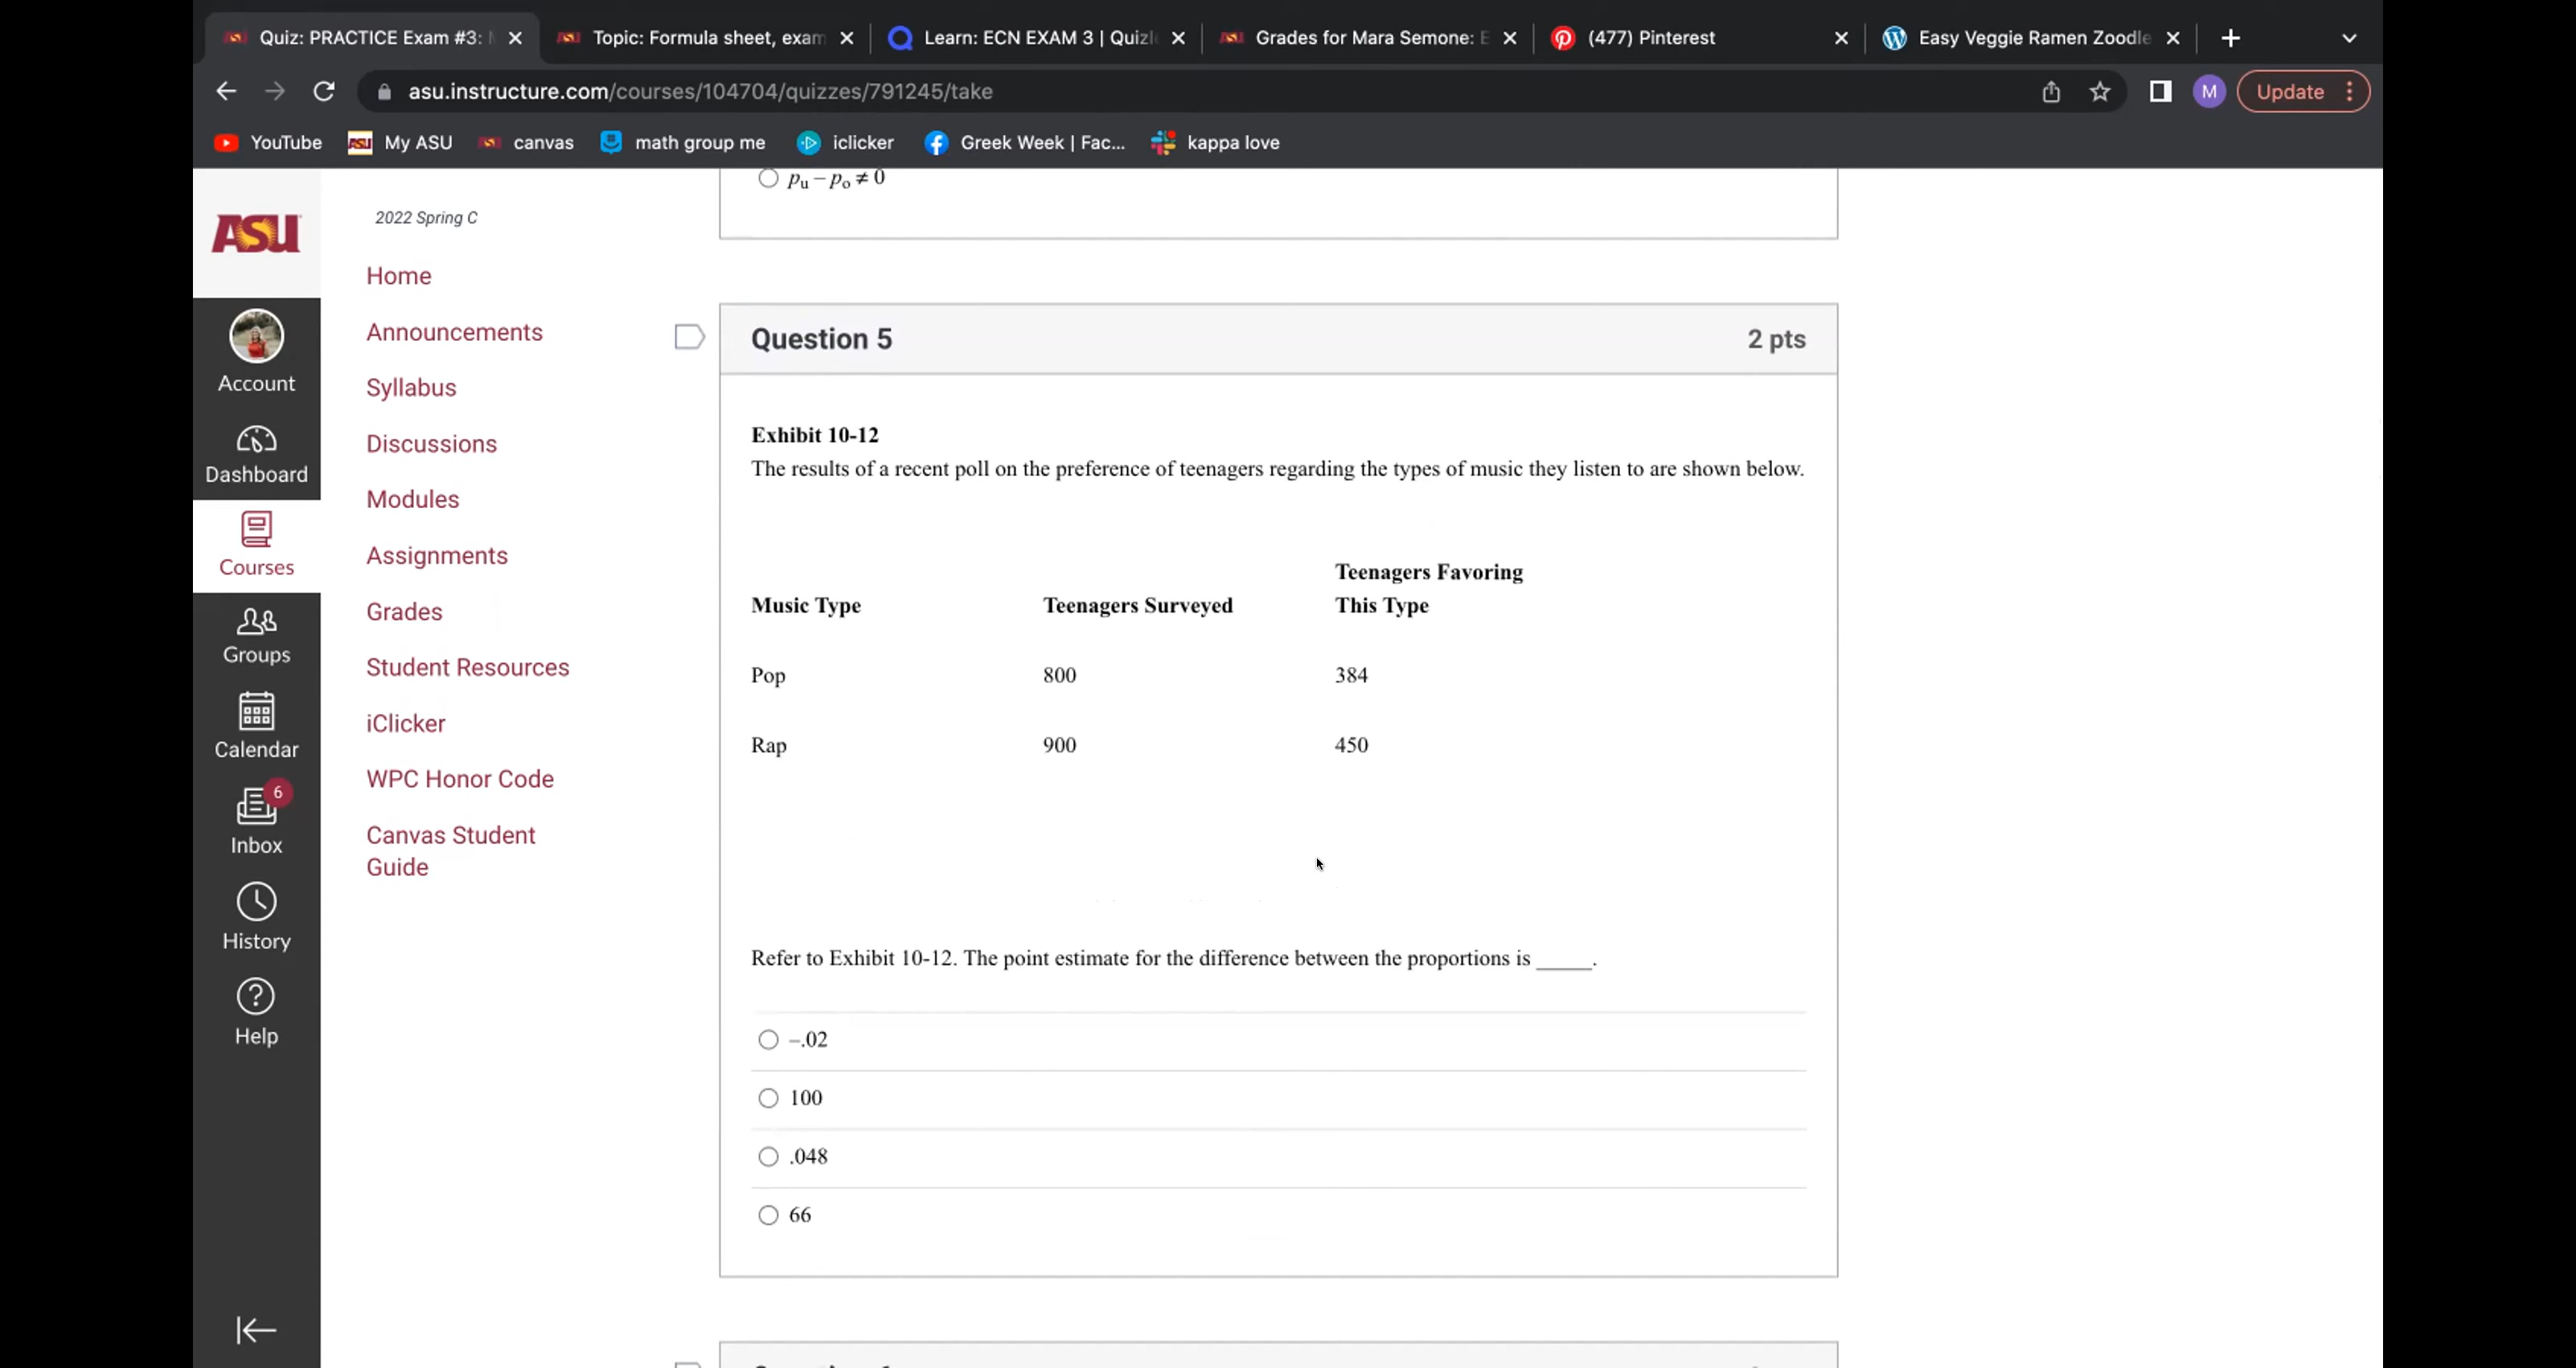 Quiz: PRACTICE Exam #3:
Topic: Formula sheet, exam
Learn: ECN EXAM 3 | Quizl
Grades for Mara Semone: E
(477) Pinterest
Easy Veggie Ramen Zoodle
asu.instructure.com/courses/104704/quizzes/791245/take
M
Update
YouTube
My ASU
canvas
math group me
iclicker
Greek Week | Fac...
kappa love
ASU
Account
Dashboard
Courses
Groups
Calendar
6
Inbox
History
Help
2022 Spring C
Home
Announcements
Syllabus
Discussions
Modules
Assignments
Grades
Student Resources
iClicker
WPC Honor Code
Canvas Student
Guide
pu – po ≠ 0
Question 5 2 pts
Exhibit 10-12
The results of a recent poll on the preference of teenagers regarding the types of music they listen to are shown below.
Teenagers Favoring
Music Type Teenagers Surveyed This Type
Pop 800 384
Rap 900 450
Refer to Exhibit 10-12. The point estimate for the difference between the proportions is _____.
–.02
100
.048
66